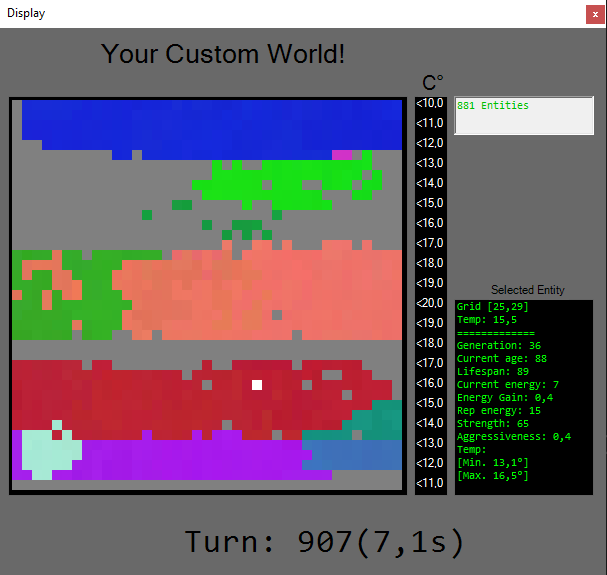 Display
x
Your Custom World!
C°
<10,0
<11,0
<12,0
<13,0
<14,0
<15,0
<16,0
<17,0
<18,0
<19,0
<20,0
<19,0
<18,0
<17,0
<16,0
<15,0
<14,0
<13,0
<12,0
<11,0
881 Entities
Selected Entity
Grid [25,29]
Temp: 15,5
=============
Generation: 36
Current age: 88
Lifespan: 89
Current energy: 7
Energy Gain: 0,4
Rep energy: 15
Strength: 65
Aggressiveness: 0,4
Temp:
[Min. 13,1°]
[Max. 16,5°]
Turn: 907(7,1s)